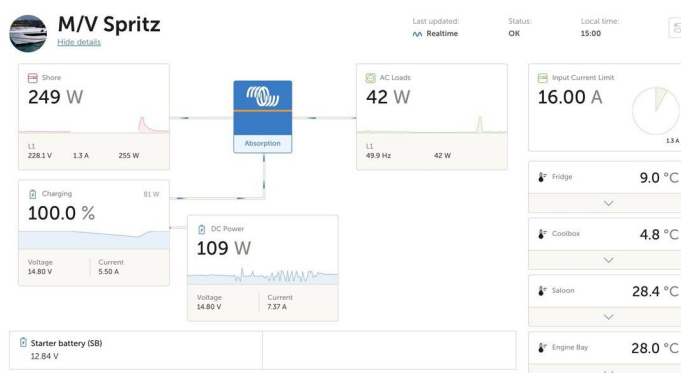 M/V Spritz
Hide details
Last updated:
Realtime
Status:
OK
Local time:
15:00
Shore
249 W
L1
228.1 V 1.3 A 255 W
Absorption
AC Loads
42 W
L1
49.9 Hz 42 W
Input Current Limit
16.00 A
1.3 A
Charging 81 W
100.0 %
Voltage Current
14.80 V 5.50 A
DC Power
109 W
Voltage Current
14.80 V 7.37 A
Fridge 9.0 °C
Coolbox 4.8 °C
Saloon 28.4 °C
Engine Bay 28.0 °C
Starter battery (SB)
12.84 V